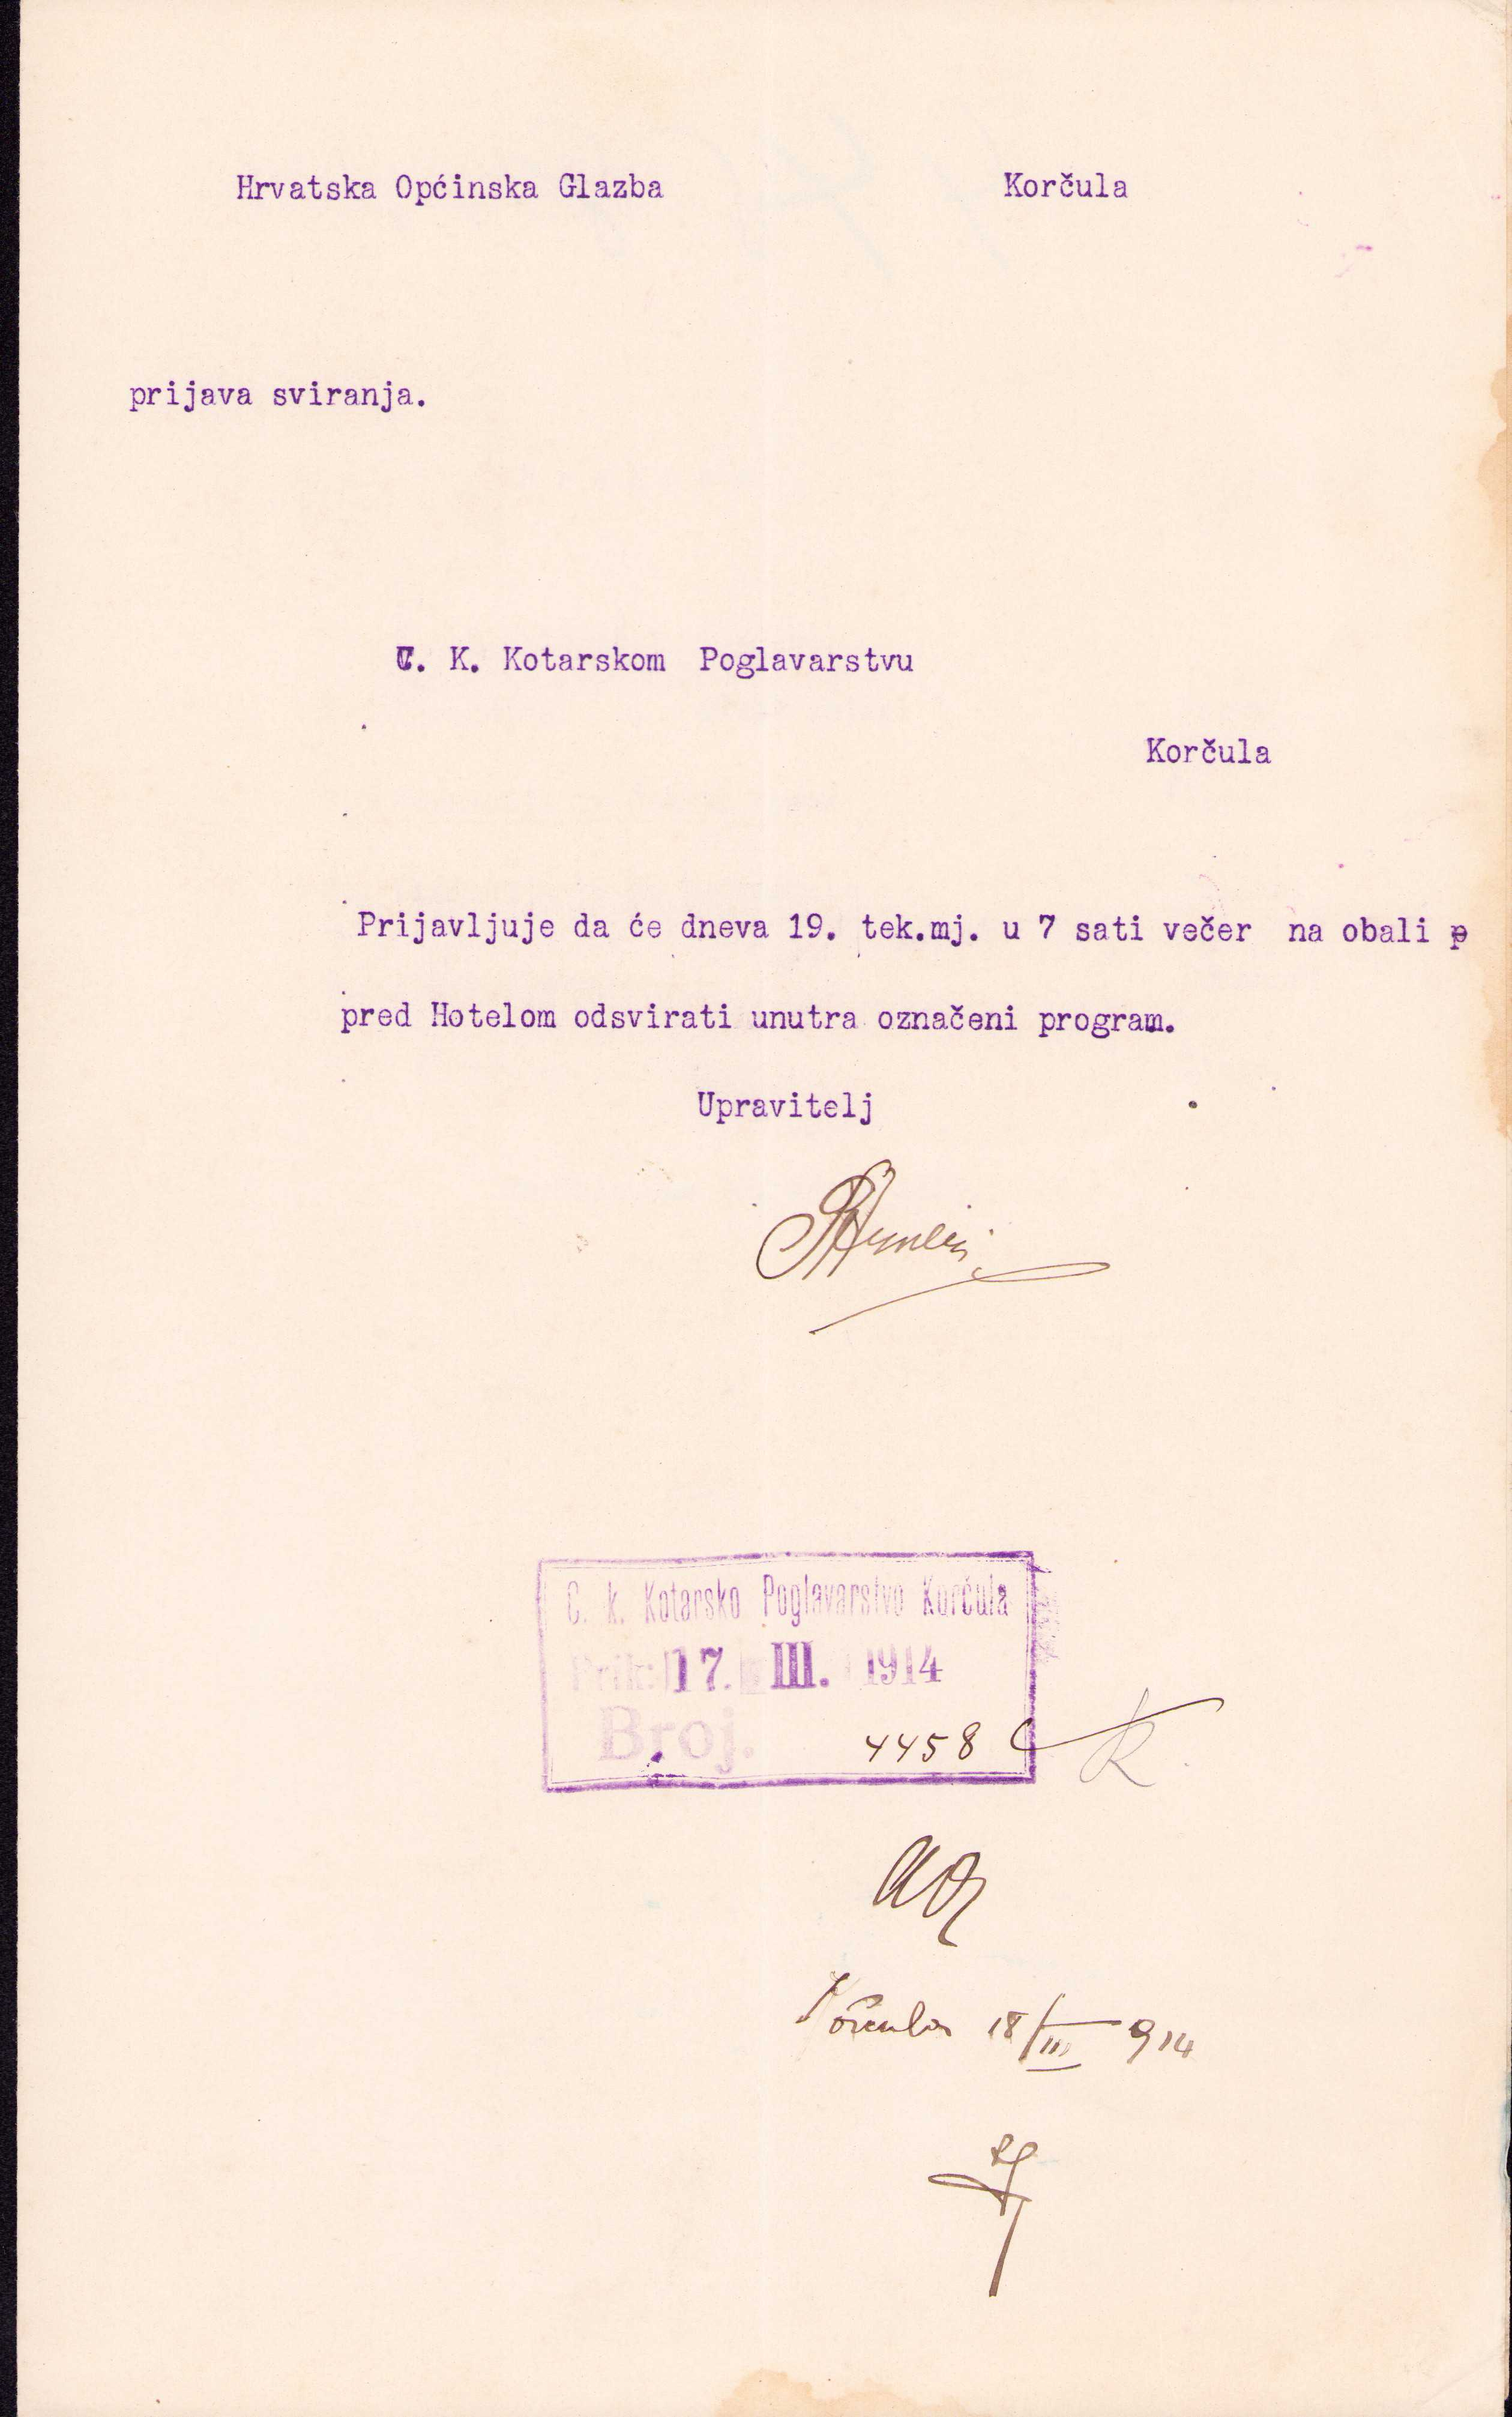 Hrvatska Općinska Glazba Korčula
prijava sviranja.
C. K. Kotarskom Poglavarstvu
Korčula
Prijavljuje da će dneva 19. tek.mj. u 7 sati večer na obali p
pred Hotelom odsvirati unutra označeni program.
Upravitelj
C. k. Kotarsko Poglavarstvo Korčula
Prik: 17. III. 1914
Broj. 4458
K
Korčula 18/III 914